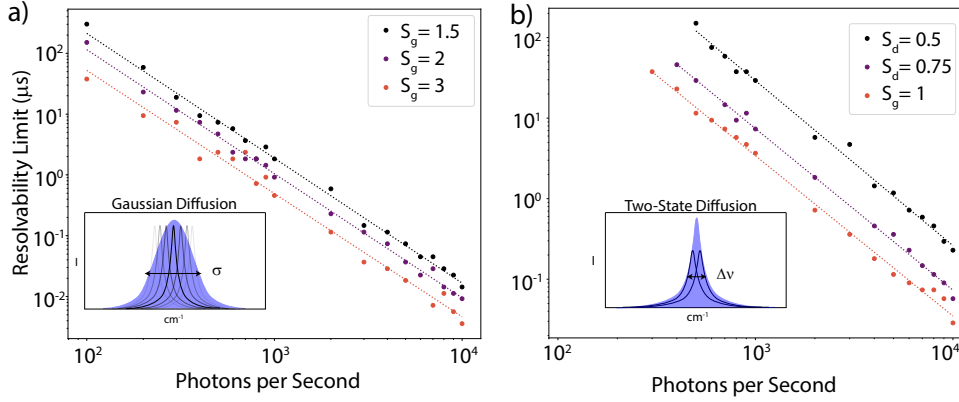 a)
Resolvability Limit (μs)
10²
10¹
10⁰
10⁻¹
10⁻²
S_g = 1.5
S_g = 2
S_g = 3
Gaussian Diffusion
I
σ
cm⁻¹
10²
10³
10⁴
Photons per Second
b)
10²
10¹
10⁰
10⁻¹
S_d = 0.5
S_d = 0.75
S_g = 1
Two-State Diffusion
I
Δν
cm⁻¹
10²
10³
10⁴
Photons per Second